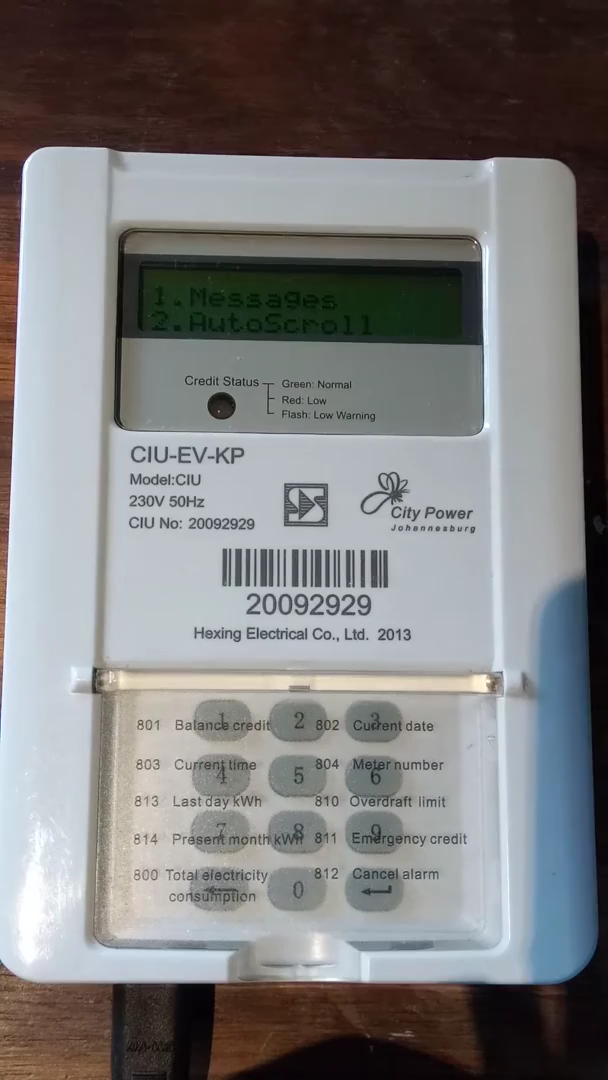 1.Messages
2.AutoScroll
Credit Status
Green: Normal
Red: Low
Flash: Low Warning
CIU-EV-KP
Model:CIU
230V 50Hz
CIU No: 20092929
City Power
Johannesburg
20092929
Hexing Electrical Co., Ltd. 2013
801 Balance credit 802 Current date
803 Current time 804 Meter number
813 Last day kWh 810 Overdraft limit
814 Present month kWh 811 Emergency credit
800 Total electricity consumption 812 Cancel alarm
1 2 3
4 5 6
7 8 9
0